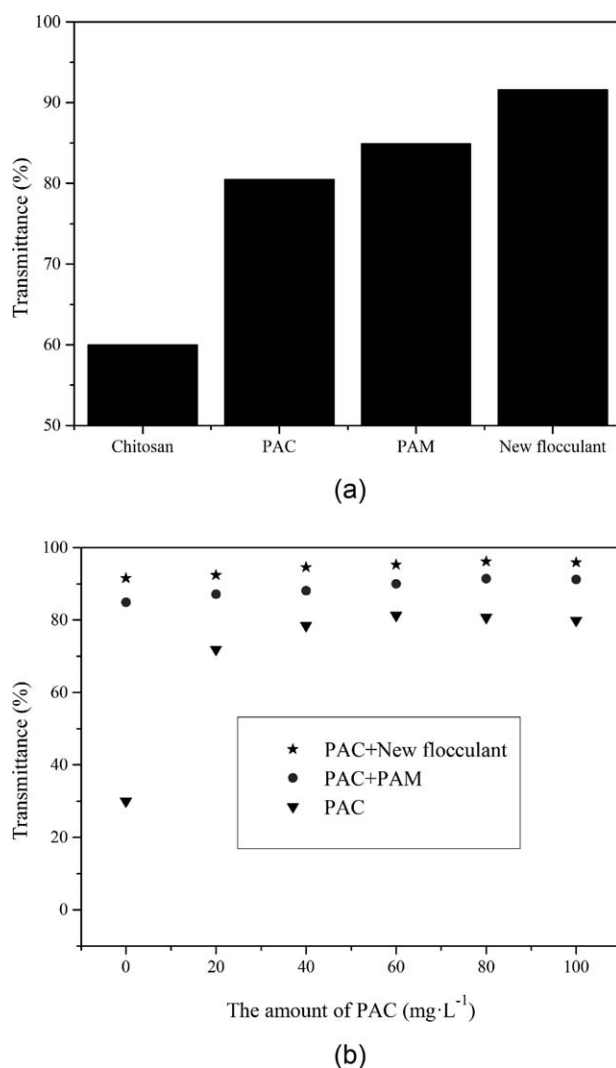 100
90
80
70
60
50
Transmittance (%)
Chitosan PAC PAM New flocculant
(a)
100
80
60
40
20
0
Transmittance (%)
PAC+New flocculant
PAC+PAM
PAC
0 20 40 60 80 100
The amount of PAC (mg·L⁻¹)
(b)